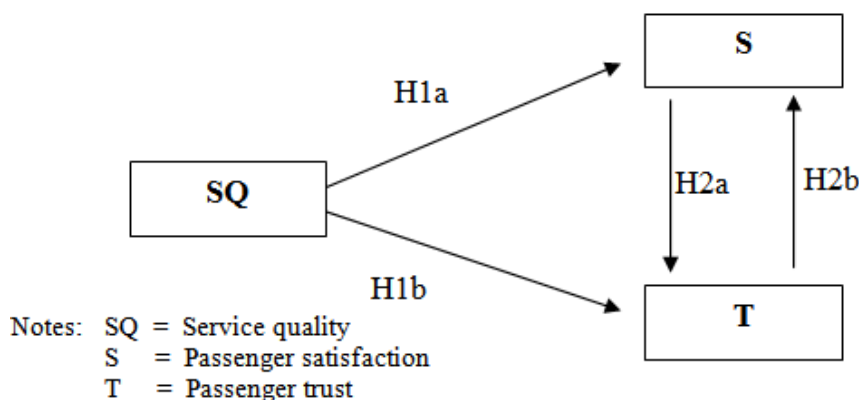 S
H1a
SQ
H2a
H2b
H1b
T
Notes: SQ = Service quality
S = Passenger satisfaction
T = Passenger trust